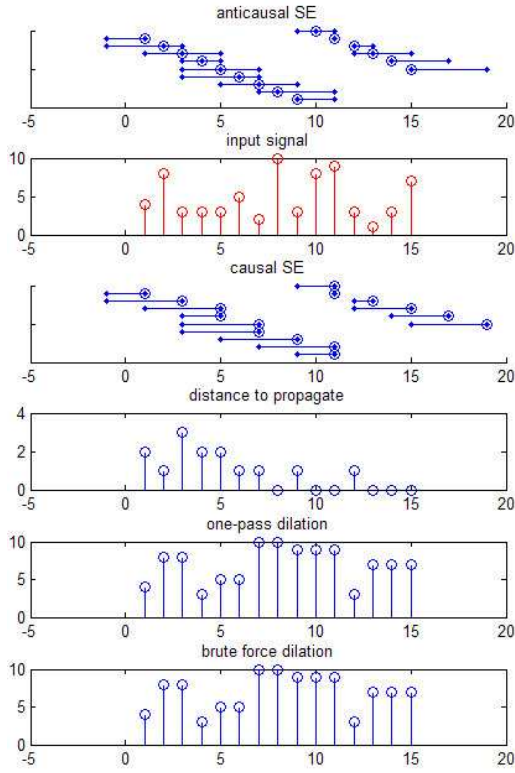 anticausal SE
-5 0 5 10 15 20
input signal
10
5
0
-5 0 5 10 15 20
causal SE
-5 0 5 10 15 20
distance to propagate
4
2
0
-5 0 5 10 15 20
one-pass dilation
10
5
0
-5 0 5 10 15 20
brute force dilation
10
5
0
-5 0 5 10 15 20